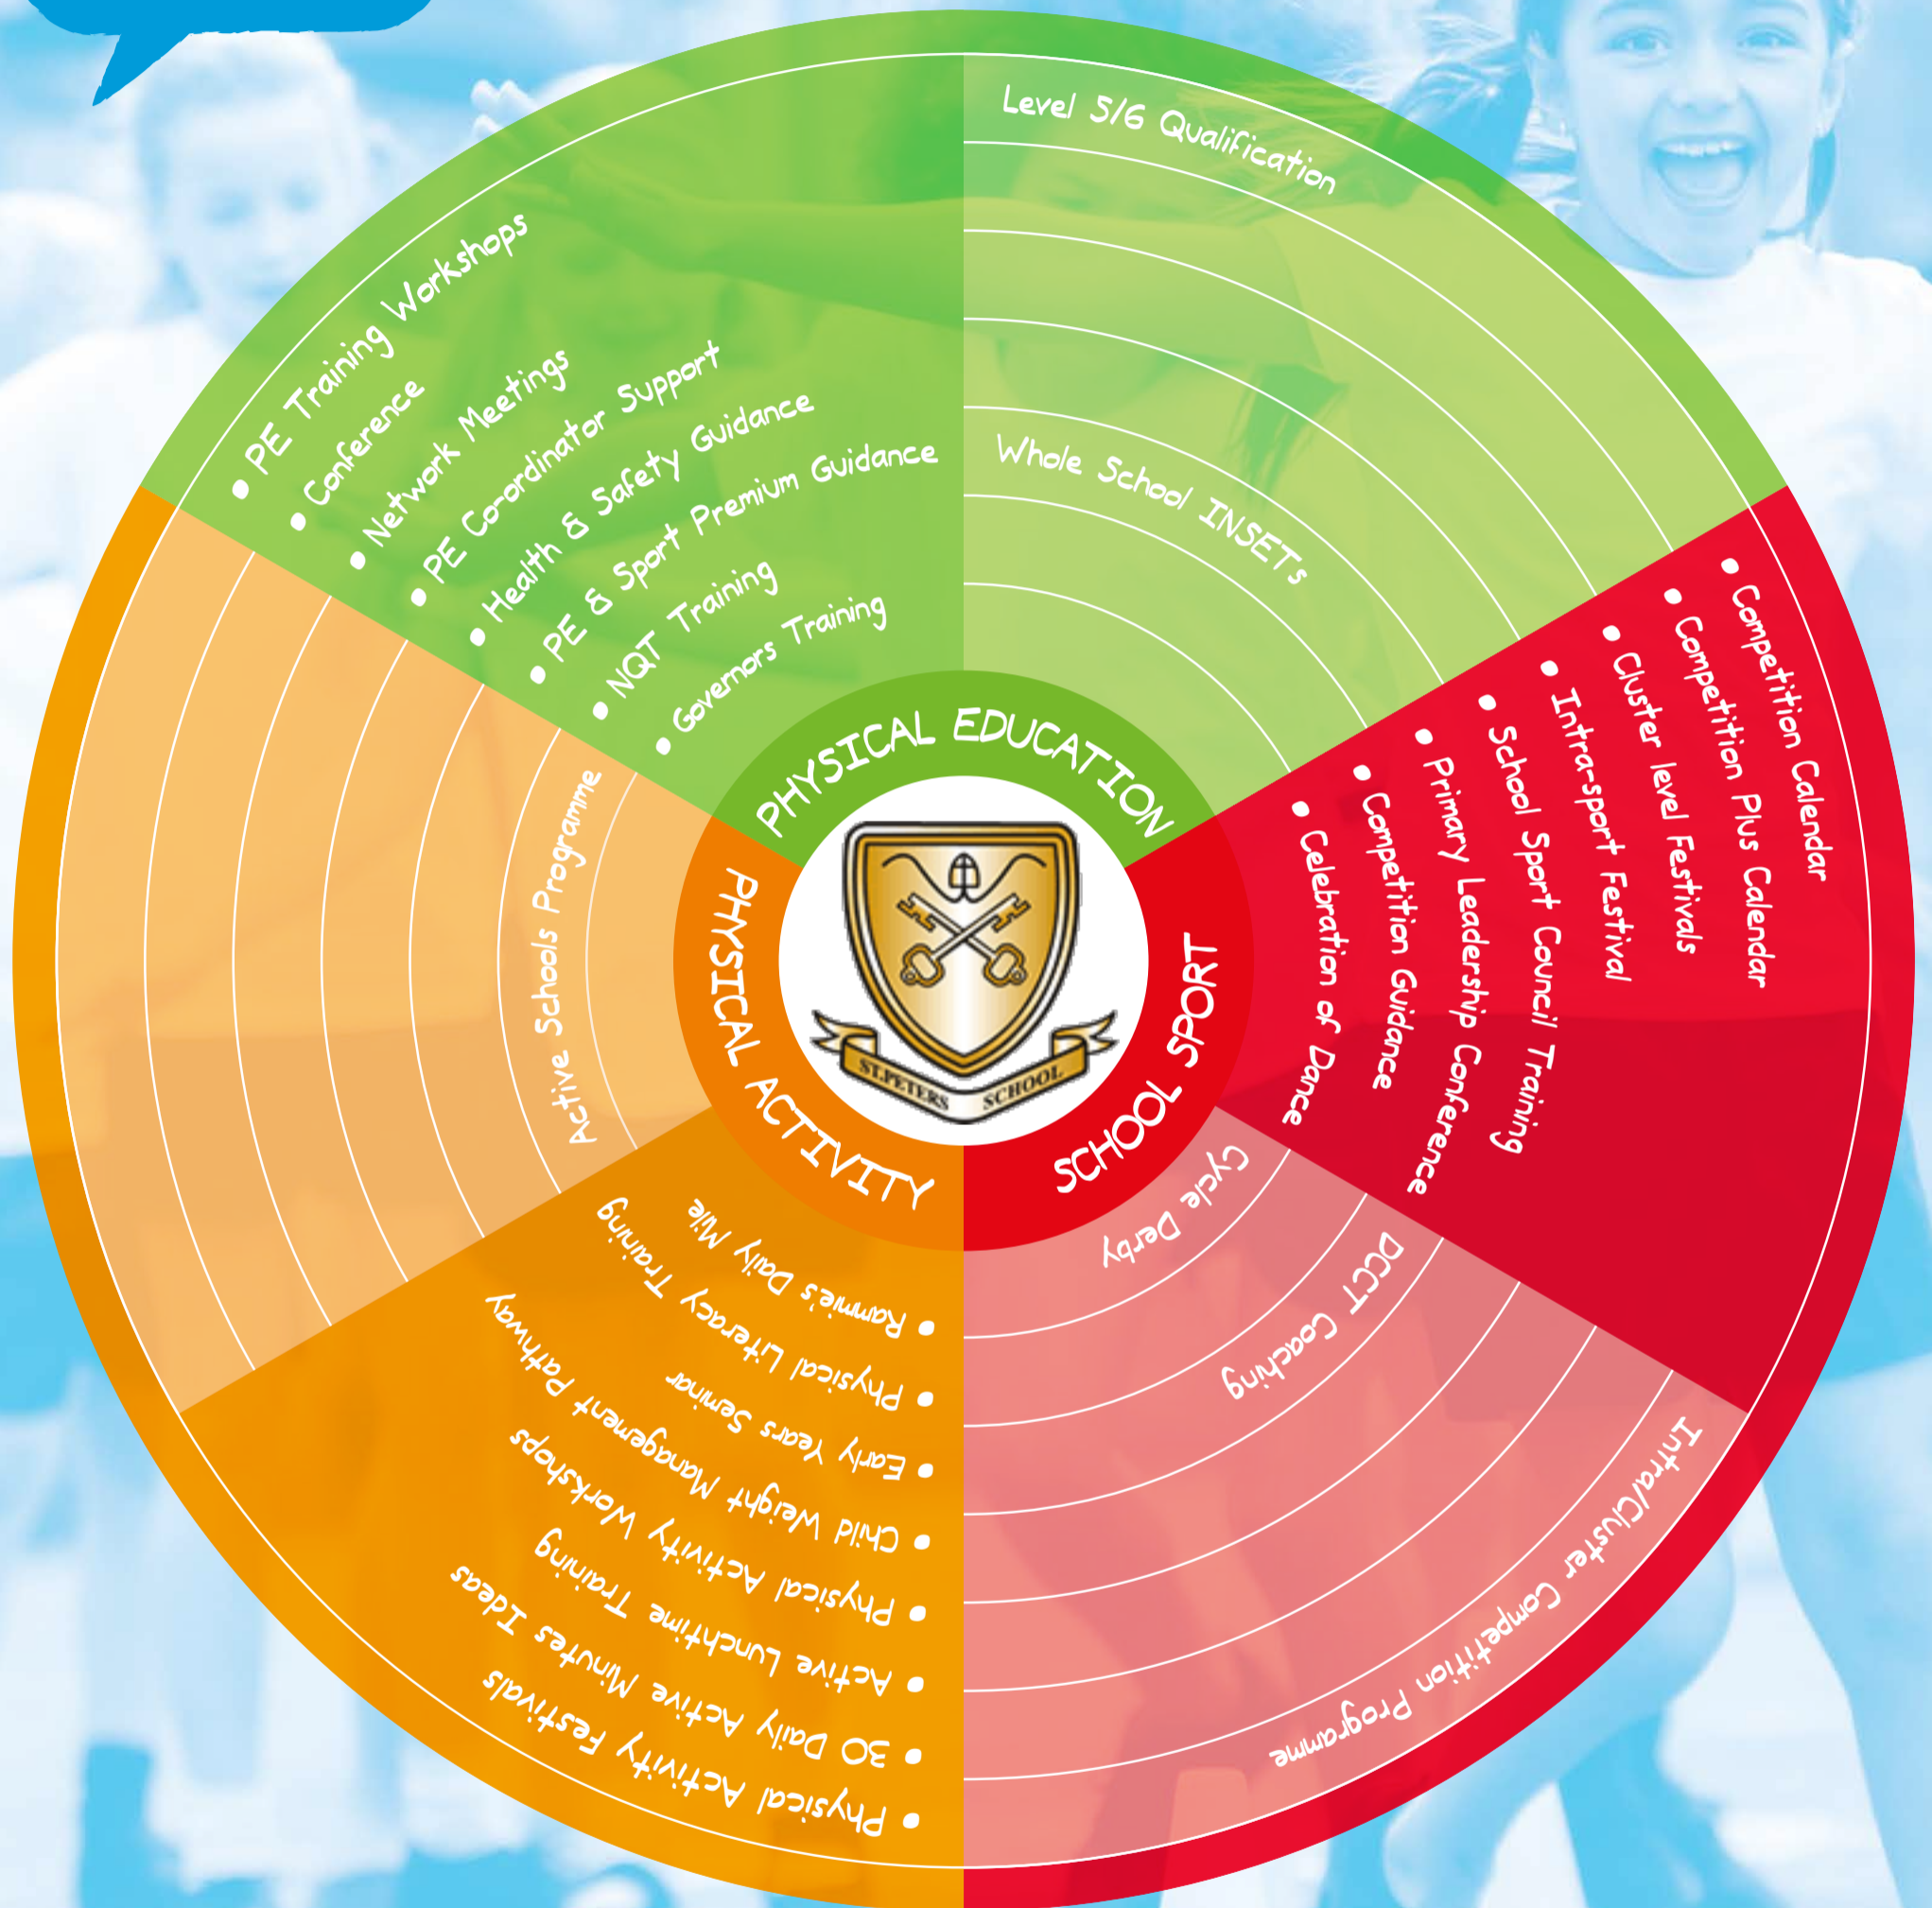 PHYSICAL EDUCATION
• PE Training Workshops
• Conference
• Network Meetings
• PE Co-ordinator Support
• Health & Safety Guidance
• PE & Sport Premium Guidance
• NQT Training
• Governors Training
Level 5/6 Qualification
Whole School INSETs
SCHOOL SPORT
• Competition Calendar
• Competition Plus Calendar
• Cluster level Festivals
• Intra-sport Festival
• School Sport Council Training
• Primary Leadership Conference
• Competition Guidance
• Celebration of Dance
Cycle Derby
DCCT Coaching
Intra/Cluster Competition Programme
PHYSICAL ACTIVITY
• Rammie's Daily Mile
• Physical Literacy Training
• Early Years Seminar
• Child Weight Management Pathway
• Physical Activity Workshops
• Active Lunchtime Training
• 30 Daily Active Minutes Ideas
• Physical Activity Festivals
Active Schools Programme
ST.PETERS SCHOOL